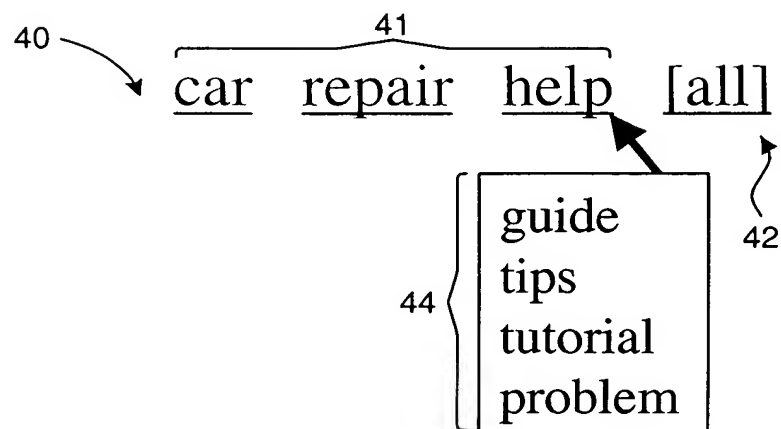 41
40
car repair help [all]
42
44
guide
tips
tutorial
problem